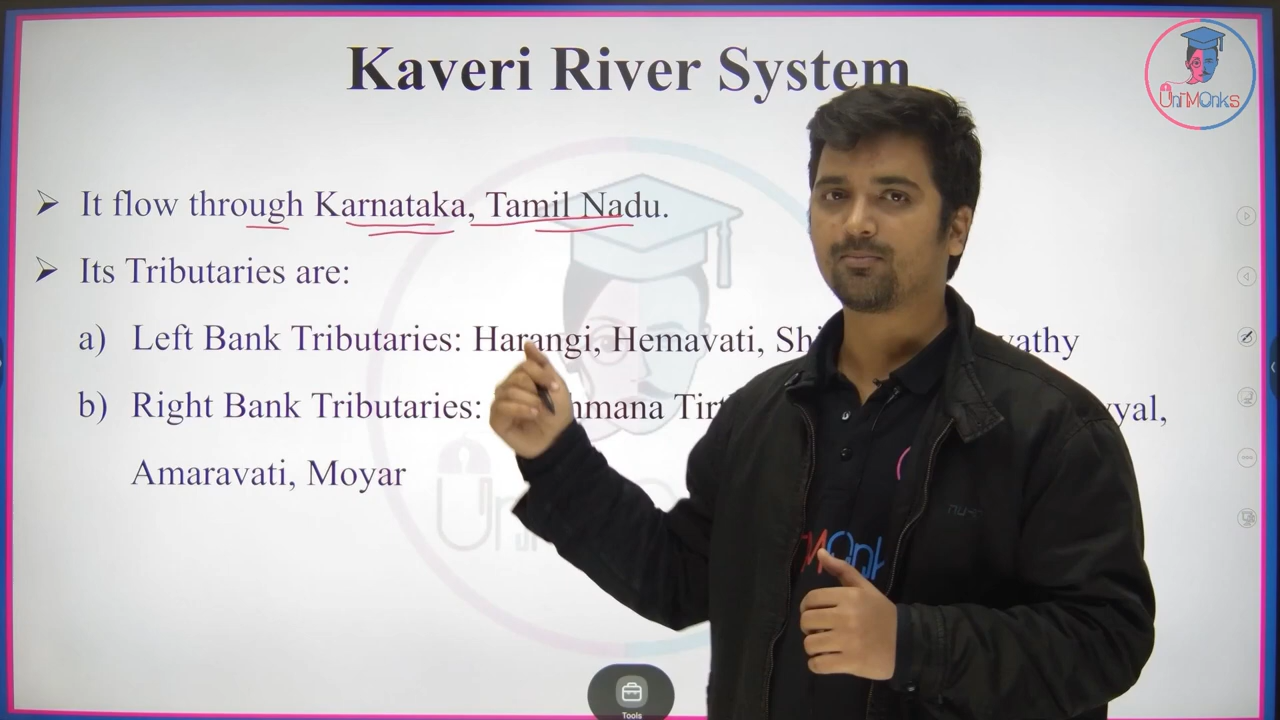 Kaveri River System
UniMOnks
➤ It flow through Karnataka, Tamil Nadu.
➤ Its Tributaries are:
a) Left Bank Tributaries: Harangi, Hemavati,
b) Right Bank Tributaries:
Amaravati, Moyar
Tools